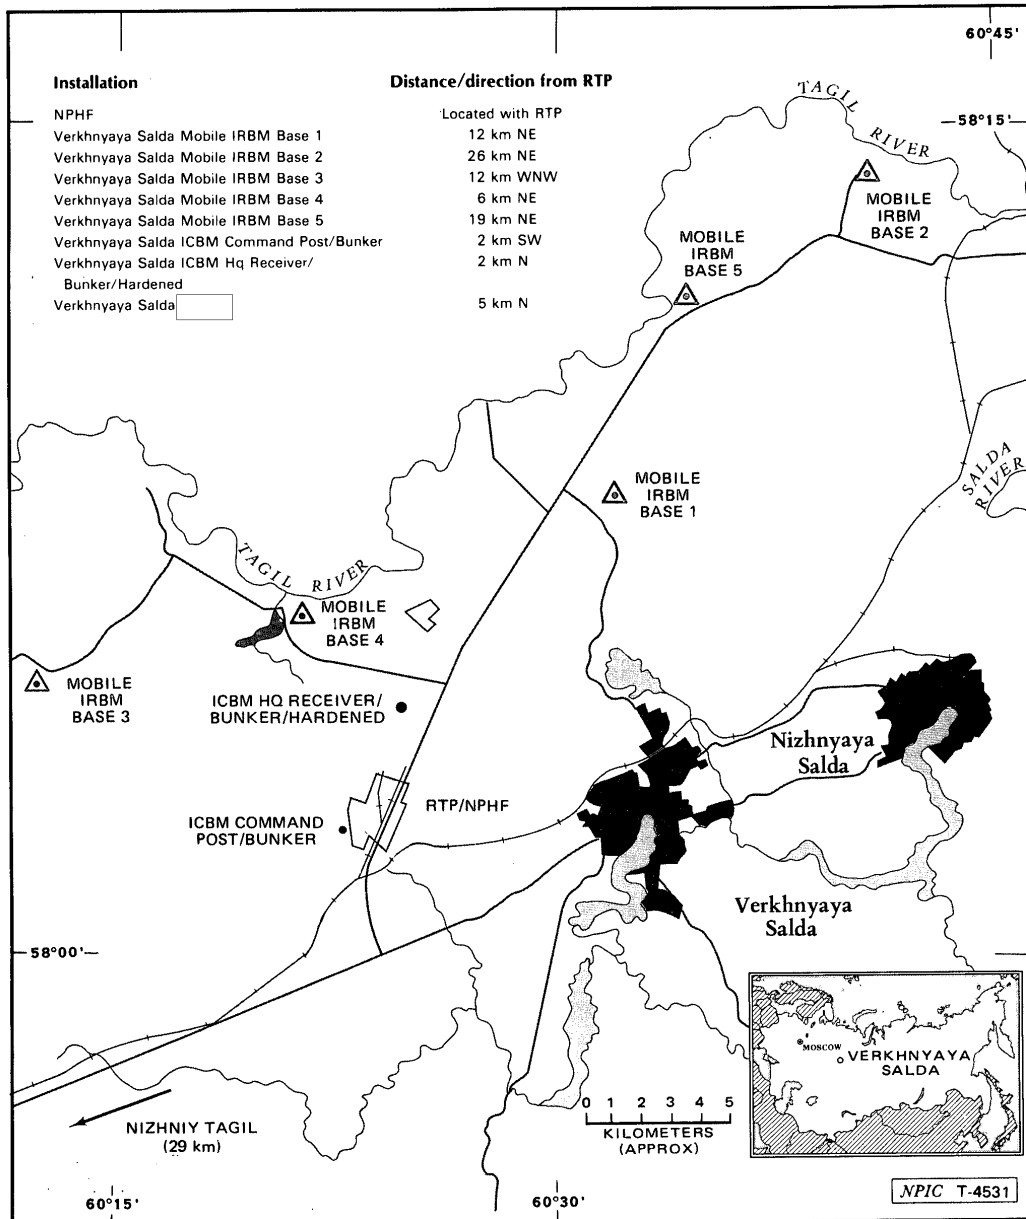 60°45'
Installation Distance/direction from RTP
NPHF Located with RTP
Verkhnyaya Salda Mobile IRBM Base 1 12 km NE
Verkhnyaya Salda Mobile IRBM Base 2 26 km NE
Verkhnyaya Salda Mobile IRBM Base 3 12 km WNW
Verkhnyaya Salda Mobile IRBM Base 4 6 km NE
Verkhnyaya Salda Mobile IRBM Base 5 19 km NE
Verkhnyaya Salda ICBM Command Post/Bunker 2 km SW
Verkhnyaya Salda ICBM Hq Receiver/ 2 km N
Bunker/Hardened
Verkhnyaya Salda 5 km N
TAGIL
RIVER
58°15'
MOBILE
IRBM
BASE 2
MOBILE
IRBM
BASE 5
SALDA
RIVER
MOBILE
IRBM
BASE 1
TAGIL RIVER
MOBILE
IRBM
BASE 4
MOBILE
IRBM
BASE 3
ICBM HQ RECEIVER/
BUNKER/HARDENED
Nizhnyaya
Salda
RTP/NPHF
ICBM COMMAND
POST/BUNKER
Verkhnyaya
Salda
58°00'
MOSCOW
VERKHNYAYA
SALDA
0 1 2 3 4 5
KILOMETERS
(APPROX)
NIZHNIY TAGIL
(29 km)
60°15'
60°30'
NPIC T-4531